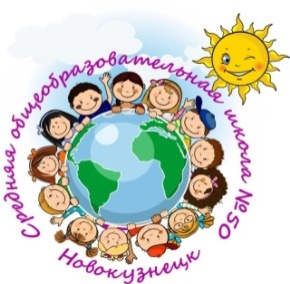 Средняя общеобразовательная школа №50
Новокузнецк